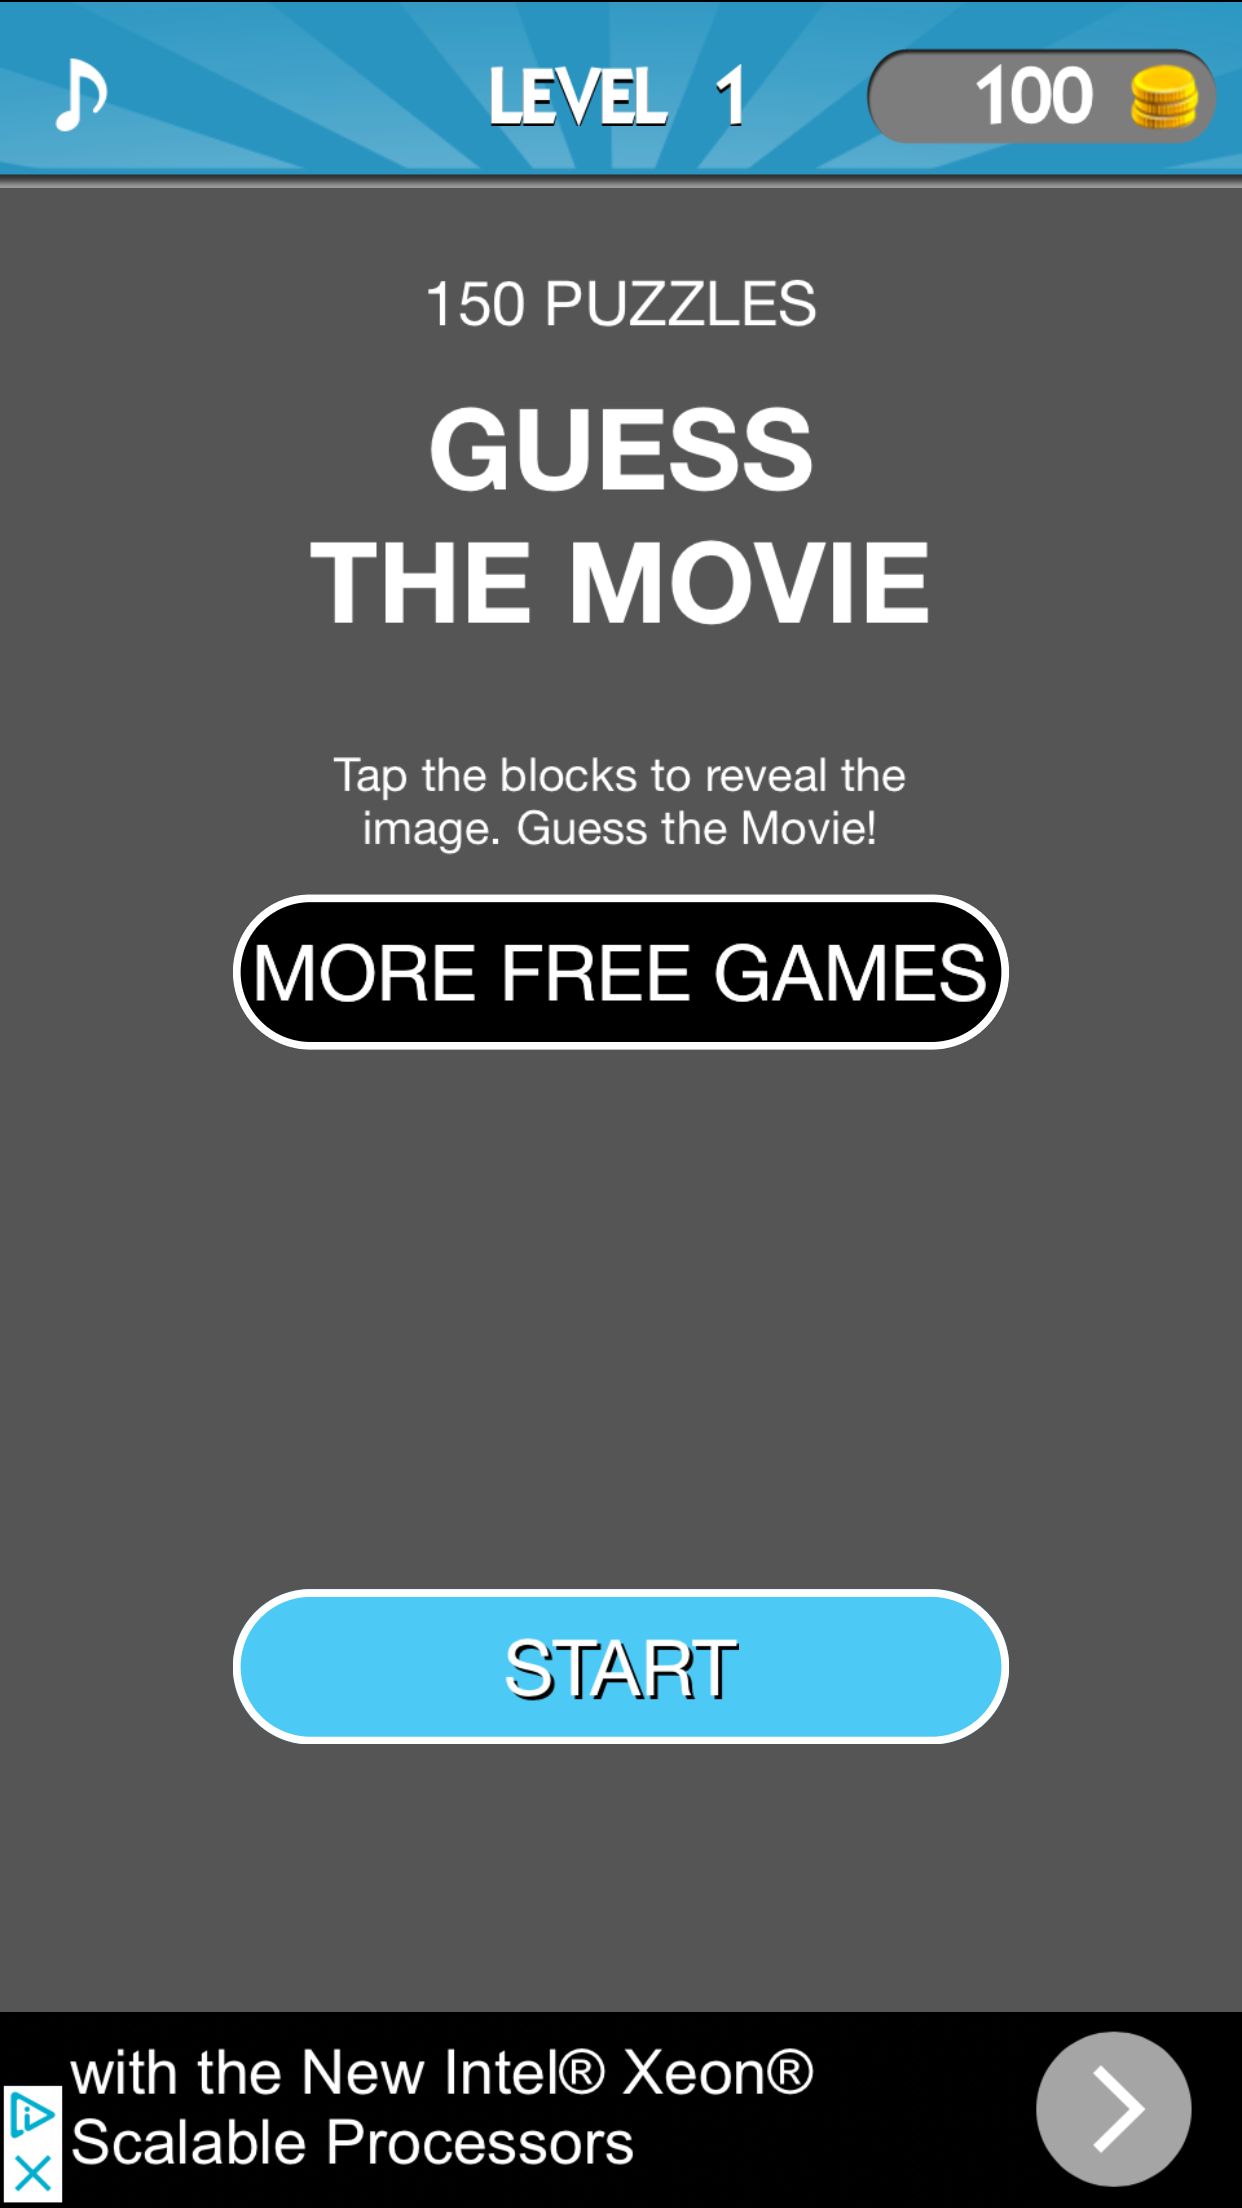 LEVEL 1
100
150 PUZZLES
GUESS
THE MOVIE
Tap the blocks to reveal the
image. Guess the Movie!
MORE FREE GAMES
START
with the New Intel® Xeon®
Scalable Processors